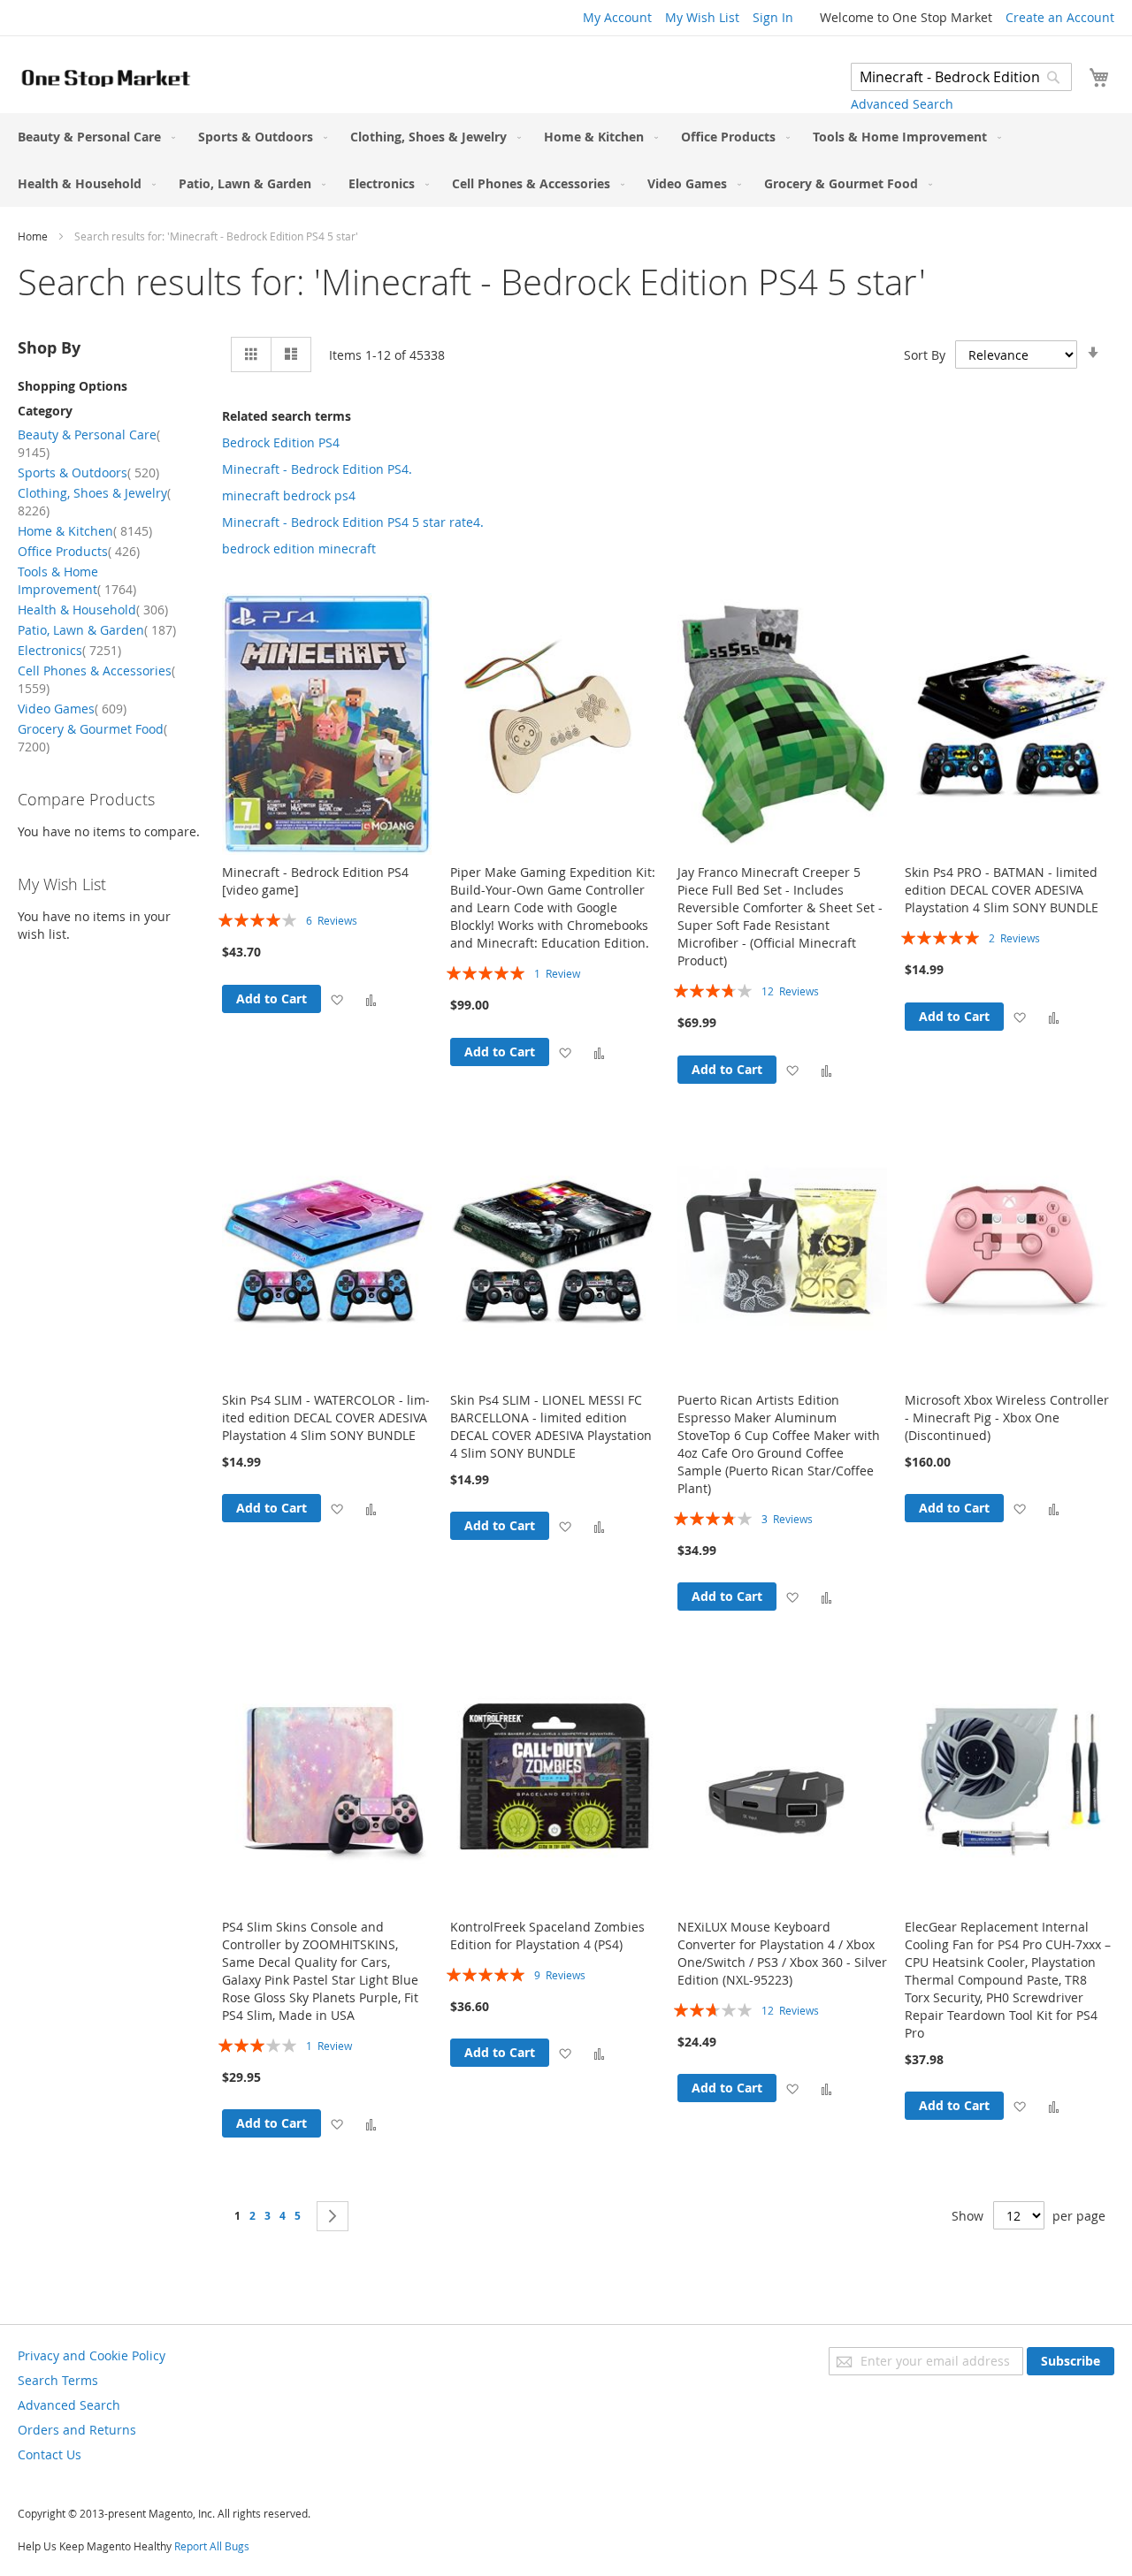 My Account My Wish List Sign In Welcome to One Stop Market Create an Account
One Stop Market
Minecraft - Bedrock Edition
Advanced Search
Beauty & Personal Care Sports & Outdoors Clothing, Shoes & Jewelry Home & Kitchen Office Products Tools & Home Improvement
Health & Household Patio, Lawn & Garden Electronics Cell Phones & Accessories Video Games Grocery & Gourmet Food
Home Search results for: 'Minecraft - Bedrock Edition PS4 5 star'
Search results for: 'Minecraft - Bedrock Edition PS4 5 star'
Shop By
Shopping Options
Category
Beauty & Personal Care(
9145)
Sports & Outdoors( 520)
Clothing, Shoes & Jewelry(
8226)
Home & Kitchen( 8145)
Office Products( 426)
Tools & Home
Improvement( 1764)
Health & Household( 306)
Patio, Lawn & Garden( 187)
Electronics( 7251)
Cell Phones & Accessories(
1559)
Video Games( 609)
Grocery & Gourmet Food(
7200)
Compare Products
You have no items to compare.
My Wish List
You have no items in your
wish list.
Items 1-12 of 45338
Sort By Relevance
Related search terms
Bedrock Edition PS4
Minecraft - Bedrock Edition PS4.
minecraft bedrock ps4
Minecraft - Bedrock Edition PS4 5 star rate4.
bedrock edition minecraft
PS4
MINECRAFT
7
MOJANG
Minecraft - Bedrock Edition PS4
[video game]
6 Reviews
$43.70
Add to Cart
Piper Make Gaming Expedition Kit:
Build-Your-Own Game Controller
and Learn Code with Google
Blockly! Works with Chromebooks
and Minecraft: Education Edition.
1 Review
$99.00
Add to Cart
Jay Franco Minecraft Creeper 5
Piece Full Bed Set - Includes
Reversible Comforter & Sheet Set -
Super Soft Fade Resistant
Microfiber - (Official Minecraft
Product)
12 Reviews
$69.99
Add to Cart
Skin Ps4 PRO - BATMAN - limited
edition DECAL COVER ADESIVA
Playstation 4 Slim SONY BUNDLE
2 Reviews
$14.99
Add to Cart
SONY
Skin Ps4 SLIM - WATERCOLOR - lim-
ited edition DECAL COVER ADESIVA
Playstation 4 Slim SONY BUNDLE
$14.99
Add to Cart
Skin Ps4 SLIM - LIONEL MESSI FC
BARCELLONA - limited edition
DECAL COVER ADESIVA Playstation
4 Slim SONY BUNDLE
$14.99
Add to Cart
ORO
Puerto Rican Artists Edition
Espresso Maker Aluminum
StoveTop 6 Cup Coffee Maker with
4oz Cafe Oro Ground Coffee
Sample (Puerto Rican Star/Coffee
Plant)
3 Reviews
$34.99
Add to Cart
Microsoft Xbox Wireless Controller
- Minecraft Pig - Xbox One
(Discontinued)
$160.00
Add to Cart
PS4 Slim Skins Console and
Controller by ZOOMHITSKINS,
Same Decal Quality for Cars,
Galaxy Pink Pastel Star Light Blue
Rose Gloss Sky Planets Purple, Fit
PS4 Slim, Made in USA
1 Review
$29.95
Add to Cart
KONTROLFREEK
CALL OF DUTY
ZOMBIES
SPACELAND EDITION
KontrolFreek Spaceland Zombies
Edition for Playstation 4 (PS4)
9 Reviews
$36.60
Add to Cart
NEXiLUX Mouse Keyboard
Converter for Playstation 4 / Xbox
One/Switch / PS3 / Xbox 360 - Silver
Edition (NXL-95223)
12 Reviews
$24.49
Add to Cart
ELECGEAR
ElecGear Replacement Internal
Cooling Fan for PS4 Pro CUH-7xxx –
CPU Heatsink Cooler, Playstation
Thermal Compound Paste, TR8
Torx Security, PH0 Screwdriver
Repair Teardown Tool Kit for PS4
Pro
$37.98
Add to Cart
1 2 3 4 5
Show 12 per page
Privacy and Cookie Policy
Search Terms
Advanced Search
Orders and Returns
Contact Us
Enter your email address Subscribe
Copyright © 2013-present Magento, Inc. All rights reserved.
Help Us Keep Magento Healthy Report All Bugs